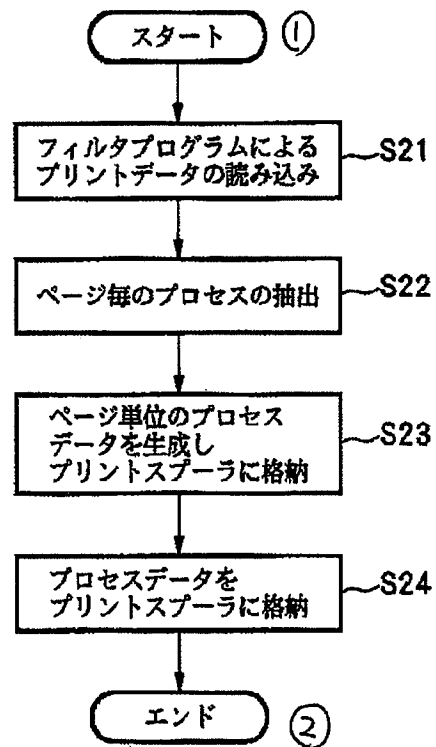 スタート ①
フィルタプログラムによる
プリントデータの読み込み
S21
ページ毎のプロセスの抽出
S22
ページ単位のプロセス
データを生成し
プリントスプーラに格納
S23
プロセスデータを
プリントスプーラに格納
S24
エンド ②